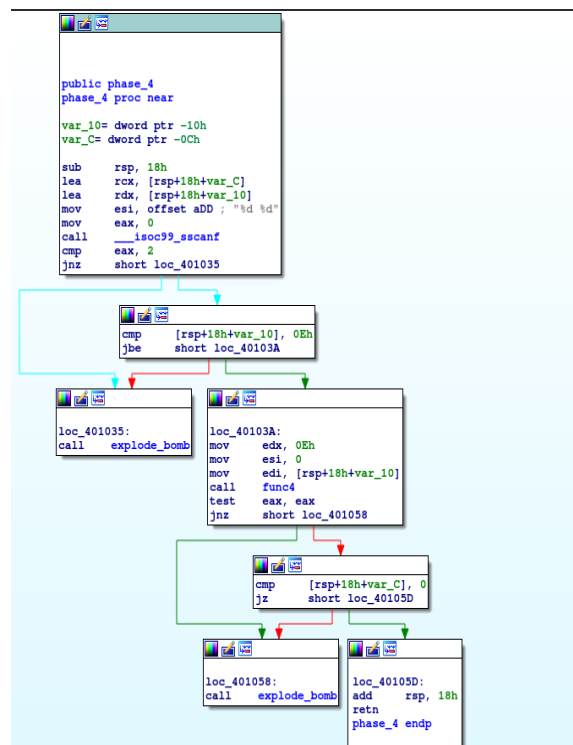 public phase_4
phase_4 proc near
var_10= dword ptr -10h
var_C= dword ptr -0Ch
sub rsp, 18h
lea rcx, [rsp+18h+var_C]
lea rdx, [rsp+18h+var_10]
mov esi, offset aDD ; "%d %d"
mov eax, 0
call ___isoc99_sscanf
cmp eax, 2
jnz short loc_401035
cmp [rsp+18h+var_10], 0Eh
jbe short loc_40103A
loc_401035:
call explode_bomb
loc_40103A:
mov edx, 0Eh
mov esi, 0
mov edi, [rsp+18h+var_10]
call func4
test eax, eax
jnz short loc_401058
cmp [rsp+18h+var_C], 0
jz short loc_40105D
loc_401058:
call explode_bomb
loc_40105D:
add rsp, 18h
retn
phase_4 endp